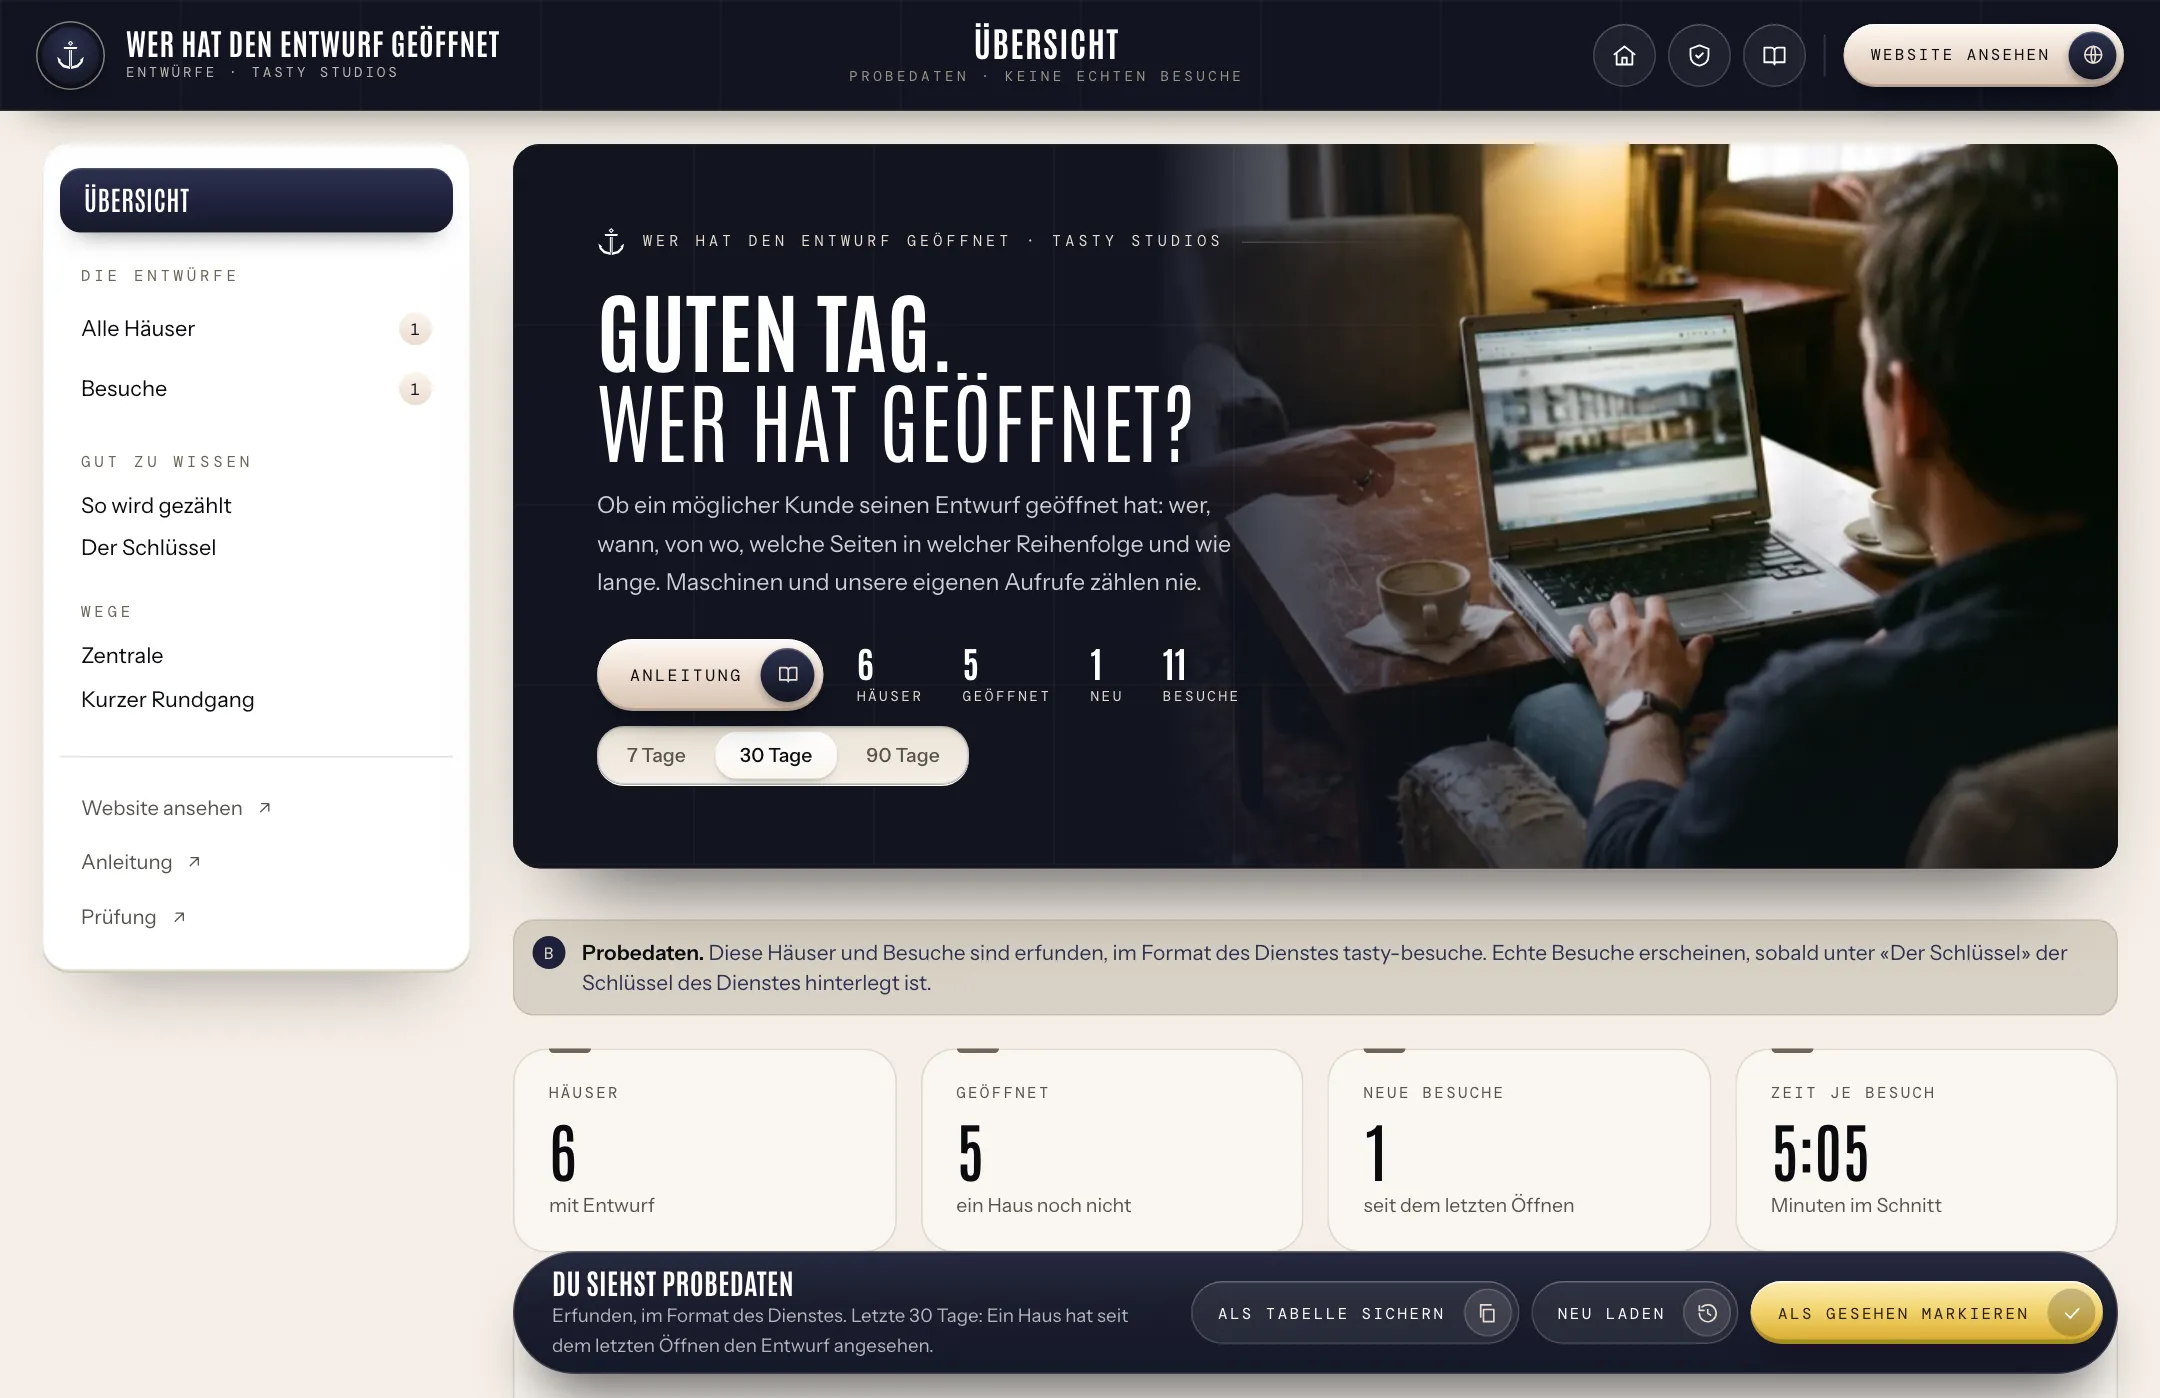 WER HAT DEN ENTWURF GEÖFFNET
ENTWÜRFE · TASTY STUDIOS
ÜBERSICHT
PROBEDATEN · KEINE ECHTEN BESUCHE
WEBSITE ANSEHEN
ÜBERSICHT
DIE ENTWÜRFE
Alle Häuser 1
Besuche 1
GUT ZU WISSEN
So wird gezählt
Der Schlüssel
WEGE
Zentrale
Kurzer Rundgang
Website ansehen
Anleitung
Prüfung
WER HAT DEN ENTWURF GEÖFFNET · TASTY STUDIOS
GUTEN TAG.
WER HAT GEÖFFNET?
Ob ein möglicher Kunde seinen Entwurf geöffnet hat: wer,
wann, von wo, welche Seiten in welcher Reihenfolge und wie
lange. Maschinen und unsere eigenen Aufrufe zählen nie.
ANLEITUNG
6 5 1 11
HÄUSER GEÖFFNET NEU BESUCHE
7 Tage 30 Tage 90 Tage
B Probedaten. Diese Häuser und Besuche sind erfunden, im Format des Dienstes tasty-besuche. Echte Besuche erscheinen, sobald unter «Der Schlüssel» der
Schlüssel des Dienstes hinterlegt ist.
HÄUSER
6
mit Entwurf
GEÖFFNET
5
ein Haus noch nicht
NEUE BESUCHE
1
seit dem letzten Öffnen
ZEIT JE BESUCH
5:05
Minuten im Schnitt
DU SIEHST PROBEDATEN
Erfunden, im Format des Dienstes. Letzte 30 Tage: Ein Haus hat seit
dem letzten Öffnen den Entwurf angesehen.
ALS TABELLE SICHERN
NEU LADEN
ALS GESEHEN MARKIEREN